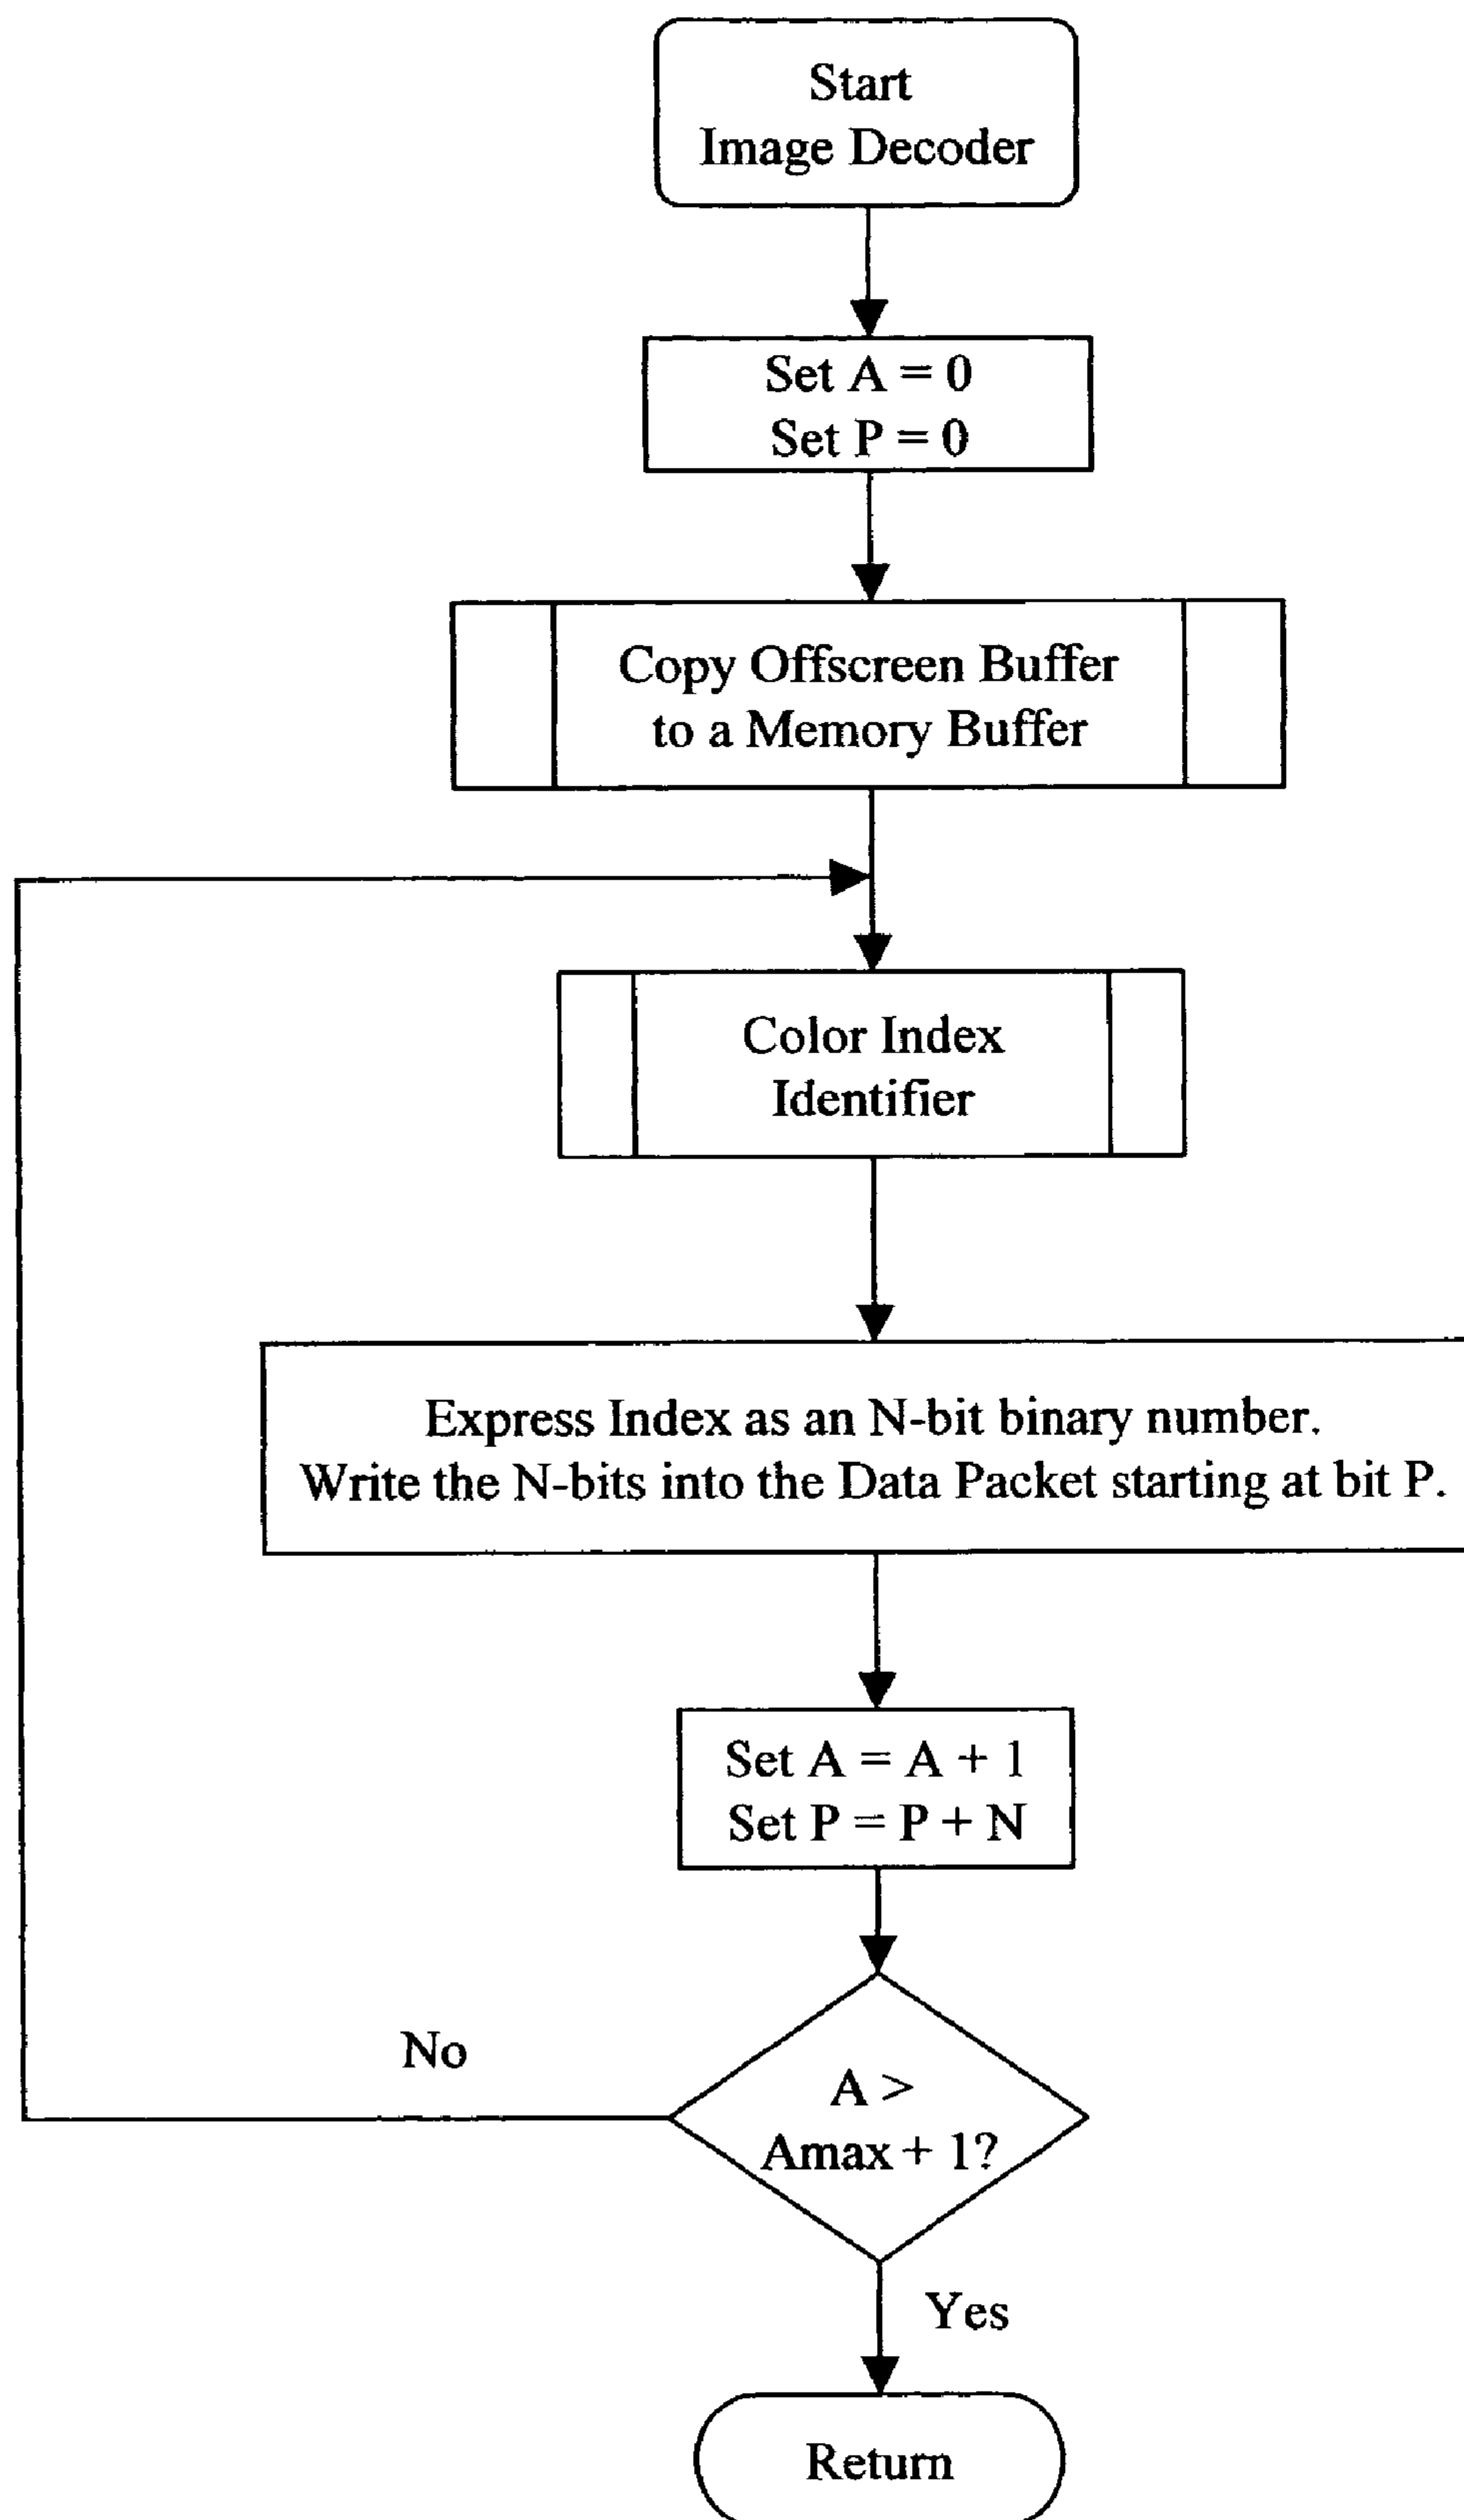 Start
Image Decoder
Set A = 0
Set P = 0
Copy Offscreen Buffer
to a Memory Buffer
Color Index
Identifier
Express Index as an N-bit binary number.
Write the N-bits into the Data Packet starting at bit P.
Set A = A + 1
Set P = P + N
No
A >
Amax + 1?
Yes
Return